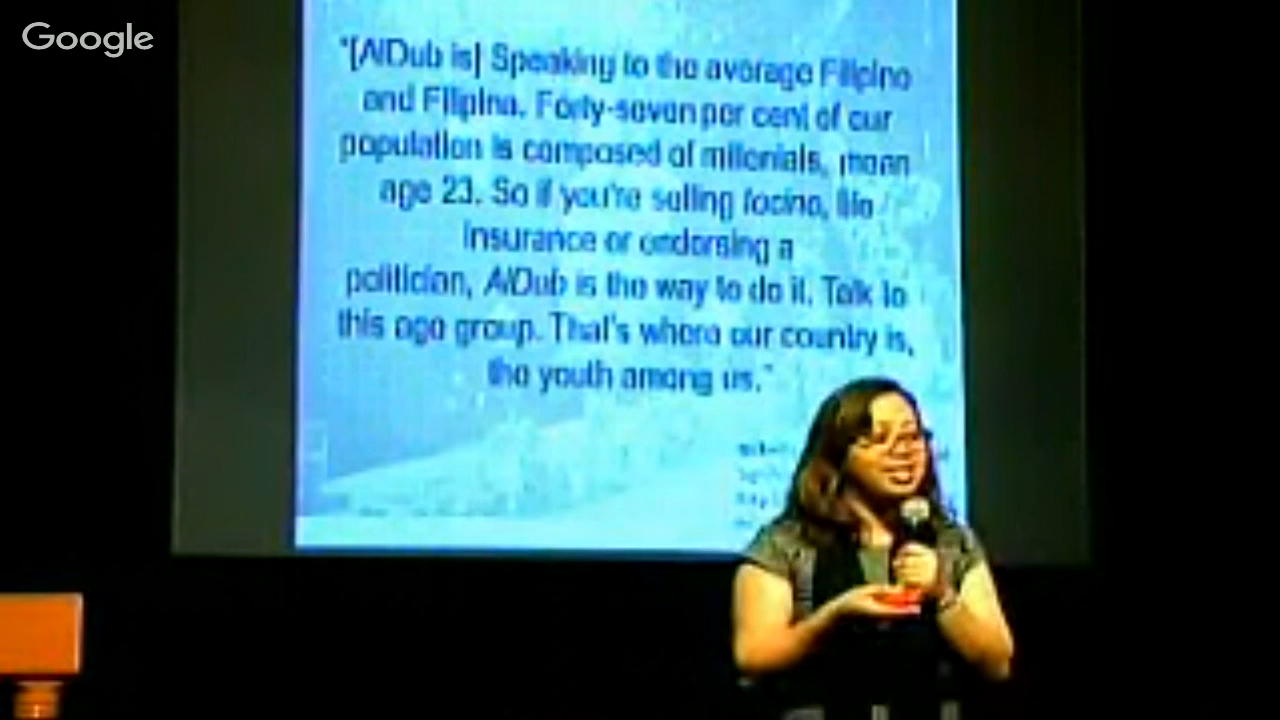 Google
"[AlDub is] Speaking to the average Filipino
and Filipina. Forty-seven per cent of our
population is composed of millenials, mean
age 23. So if you're selling tocino, life
insurance or endorsing a
politician, AlDub is the way to do it. Talk to
this age group. That's where our country is,
the youth among us."